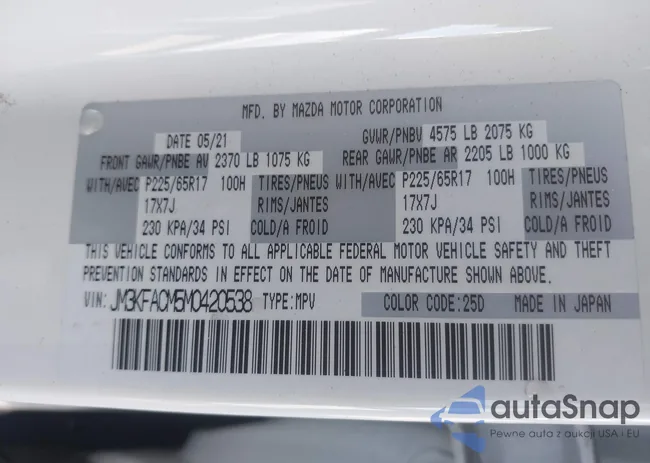 MFD. BY MAZDA MOTOR CORPORATION
DATE 05/21 GVWR/PNBV 4575 LB 2075 KG
FRONT GAWR/PNBE AV 2370 LB 1075 KG REAR GAWR/PNBE AR 2205 LB 1000 KG
WITH/AVEC P225/65R17 100H TIRES/PNEUS WITH/AVEC P225/65R17 100H TIRES/PNEUS
17X7J RIMS/JANTES 17X7J RIMS/JANTES
230 KPA/34 PSI COLD/A FROID 230 KPA/34 PSI COLD/A FROID
THIS VEHICLE CONFORMS TO ALL APPLICABLE FEDERAL MOTOR VEHICLE SAFETY AND THEFT
PREVENTION STANDARDS IN EFFECT ON THE DATE OF MANUFACTURE SHOWN ABOVE.
VIN: JM3KFACM5M0420538 TYPE:MPV COLOR CODE:25D MADE IN JAPAN
autaSnap
Pewne auta z aukcji USA i EU